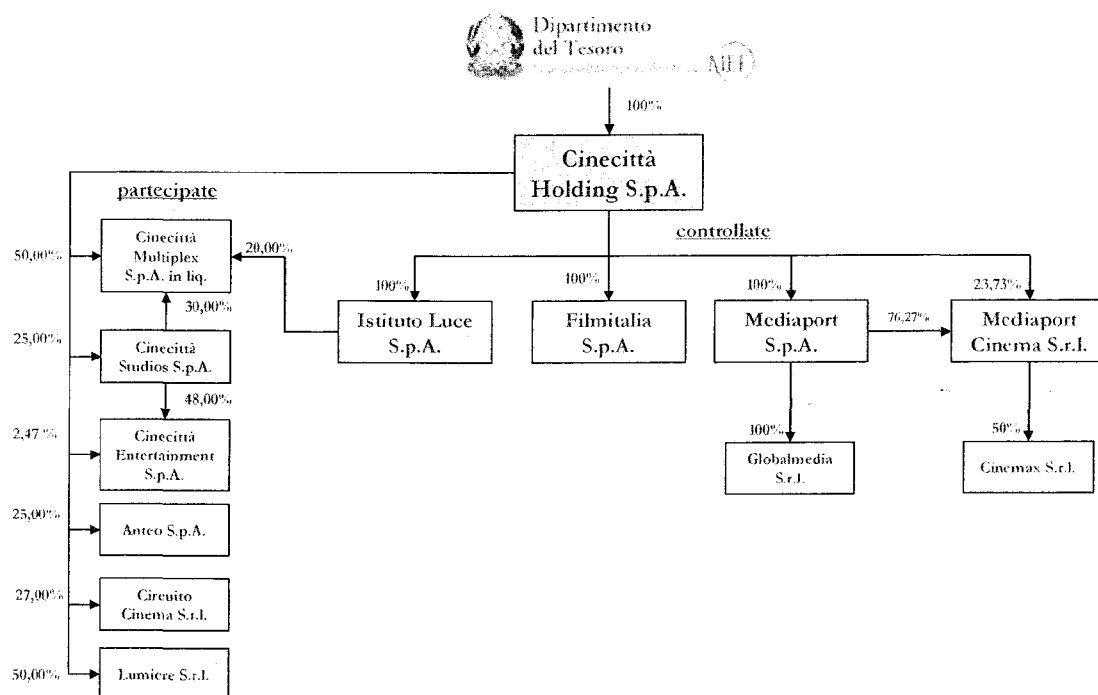 Dipartimento
del Tesoro
100%
Cinecittà
Holding S.p.A.
partecipate
controllate
50,00%
Cinecittà
Multiplex
S.p.A. in liq.
20,00%
30,00%
100%
Istituto Luce
S.p.A.
100%
Filmitalia
S.p.A.
100%
Mediaport
S.p.A.
76,27%
23,73%
Mediaport
Cinema S.r.l.
25,00%
Cinecittà
Studios S.p.A.
48,00%
2,47 %
Cinecittà
Entertainment
S.p.A.
100%
Globalmedia
S.r.l.
50%
Cinemax S.r.l.
25,00%
Anteo S.p.A.
27,00%
Circuito
Cinema S.r.l.
50,00%
Lumiere S.r.l.